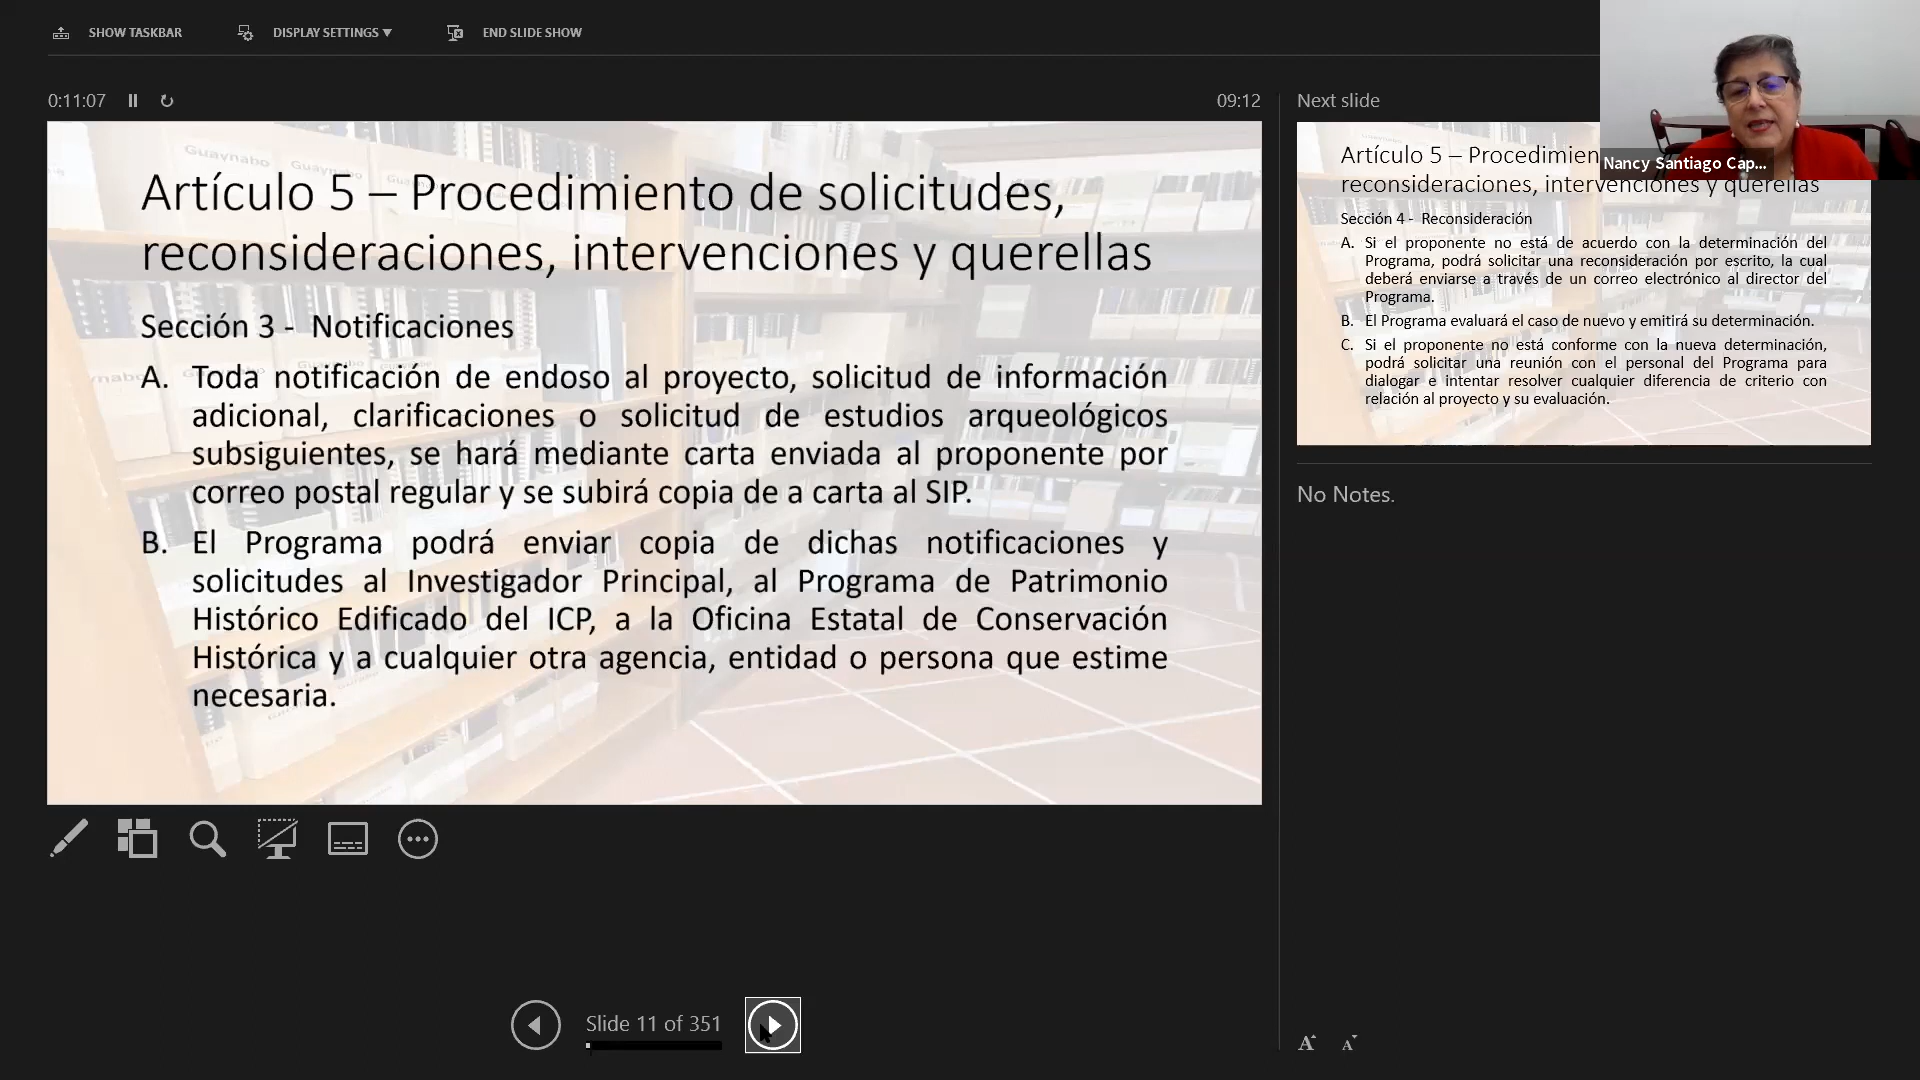 SHOW TASKBAR
DISPLAY SETTINGS ▼
END SLIDE SHOW
0:11:07
09:12
Guaynabo
Guaynabo
Artículo 5 – Procedimiento de solicitudes,
reconsideraciones, intervenciones y querellas
Sección 3 - Notificaciones
A. Toda notificación de endoso al proyecto, solicitud de información
adicional, clarificaciones o solicitud de estudios arqueológicos
subsiguientes, se hará mediante carta enviada al proponente por
correo postal regular y se subirá copia de a carta al SIP.
B. El Programa podrá enviar copia de dichas notificaciones y
solicitudes al Investigador Principal, al Programa de Patrimonio
Histórico Edificado del ICP, a la Oficina Estatal de Conservación
Histórica y a cualquier otra agencia, entidad o persona que estime
necesaria.
Slide 11 of 351
Next slide
Nancy Santiago Cap...
Artículo 5 – Procedimien
reconsideraciones, intervenciones y querellas
Sección 4 - Reconsideración
A. Si el proponente no está de acuerdo con la determinación del
Programa, podrá solicitar una reconsideración por escrito, la cual
deberá enviarse a través de un correo electrónico al director del
Programa.
B. El Programa evaluará el caso de nuevo y emitirá su determinación.
C. Si el proponente no está conforme con la nueva determinación,
podrá solicitar una reunión con el personal del Programa para
dialogar e intentar resolver cualquier diferencia de criterio con
relación al proyecto y su evaluación.
No Notes.
A A